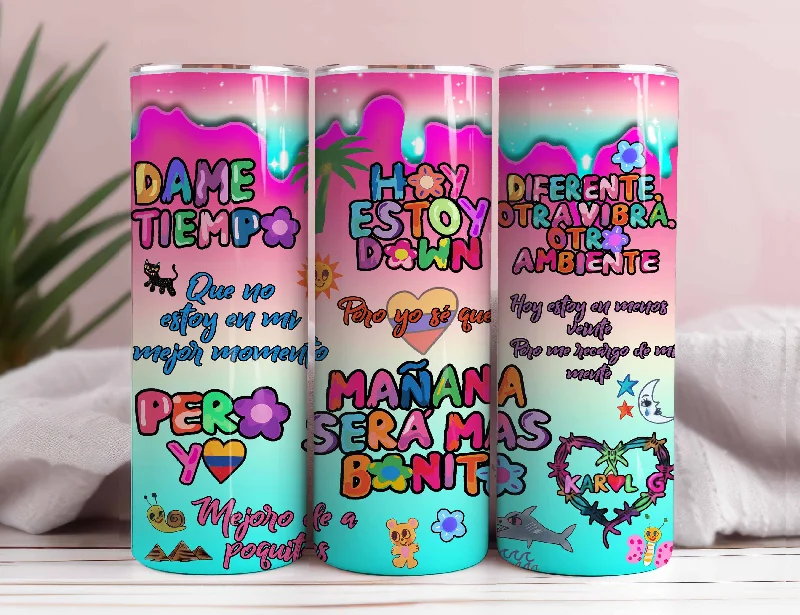 DAME
TIEMPO
Que no
estoy en mi
mejor momento
PERO
YO
Mejoro de a
poquitos
HOY
ESTOY
DOWN
Pero yo sé que
MAÑANA
SERÁ MAS
BONITO
DIFERENTE,
OTRA VIBRA,
OTRO
AMBIENTE
Hoy estoy en menos
veinte
Pero me recargo de mi
mente
KAROL G